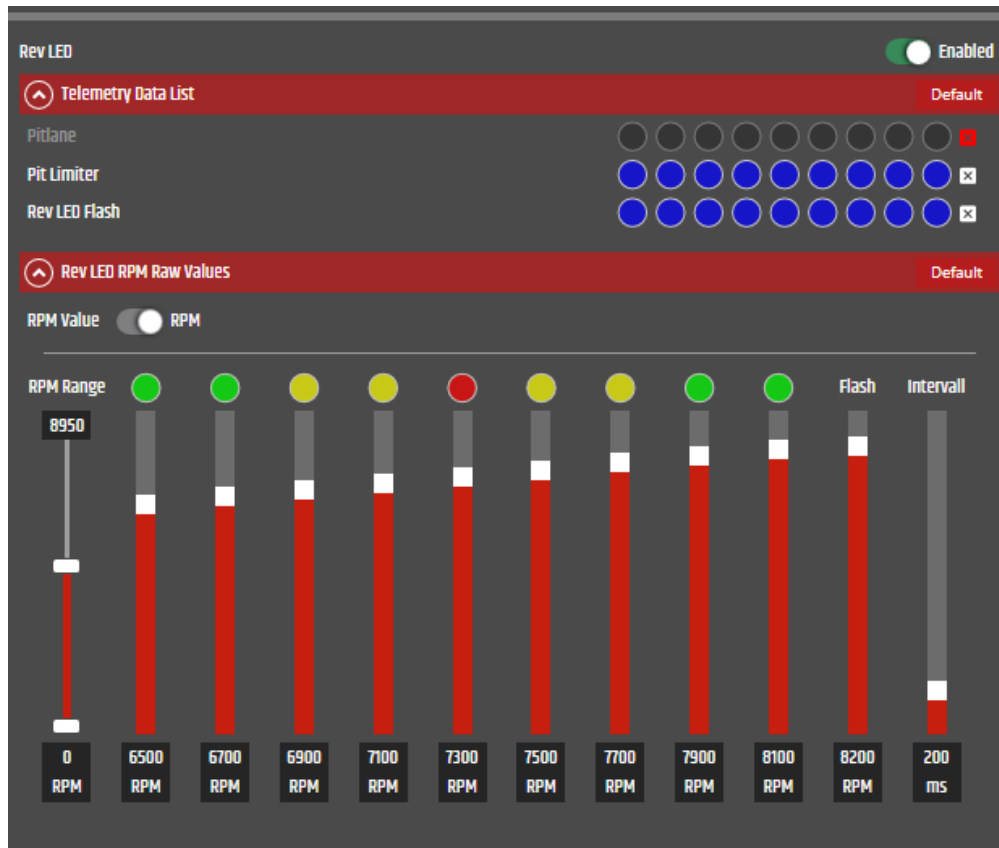 Rev LED Enabled
Telemetry Data List Default
Pitlane
Pit Limiter
Rev LED Flash
Rev LED RPM Raw Values Default
RPM Value RPM
RPM Range Flash Intervall
8950
0 6500 6700 6900 7100 7300 7500 7700 7900 8100 8200 200
RPM RPM RPM RPM RPM RPM RPM RPM RPM RPM RPM ms